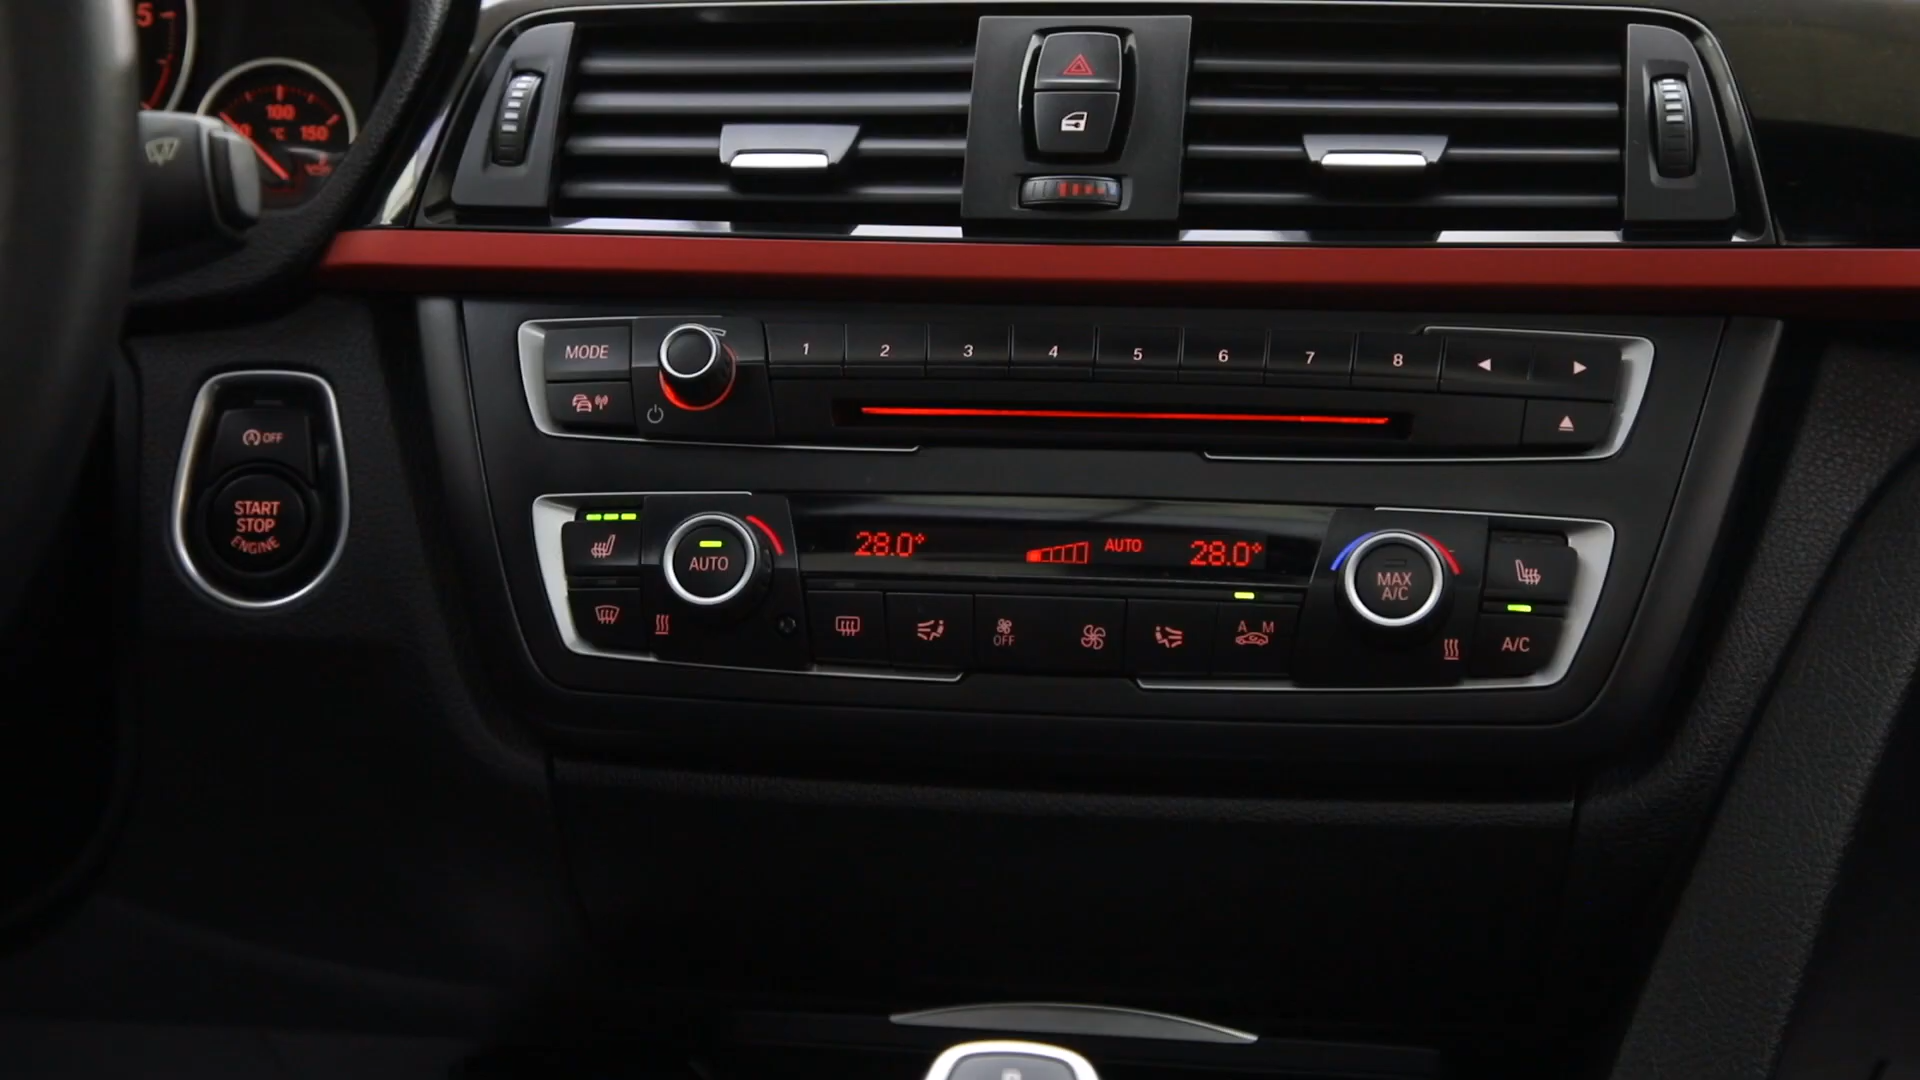 5
100
°C 150
MODE
1 2 3 4 5 6 7 8
OFF
START
STOP
ENGINE
AUTO
28.0°
AUTO
28.0°
MAX
A/C
OFF
A M
A/C